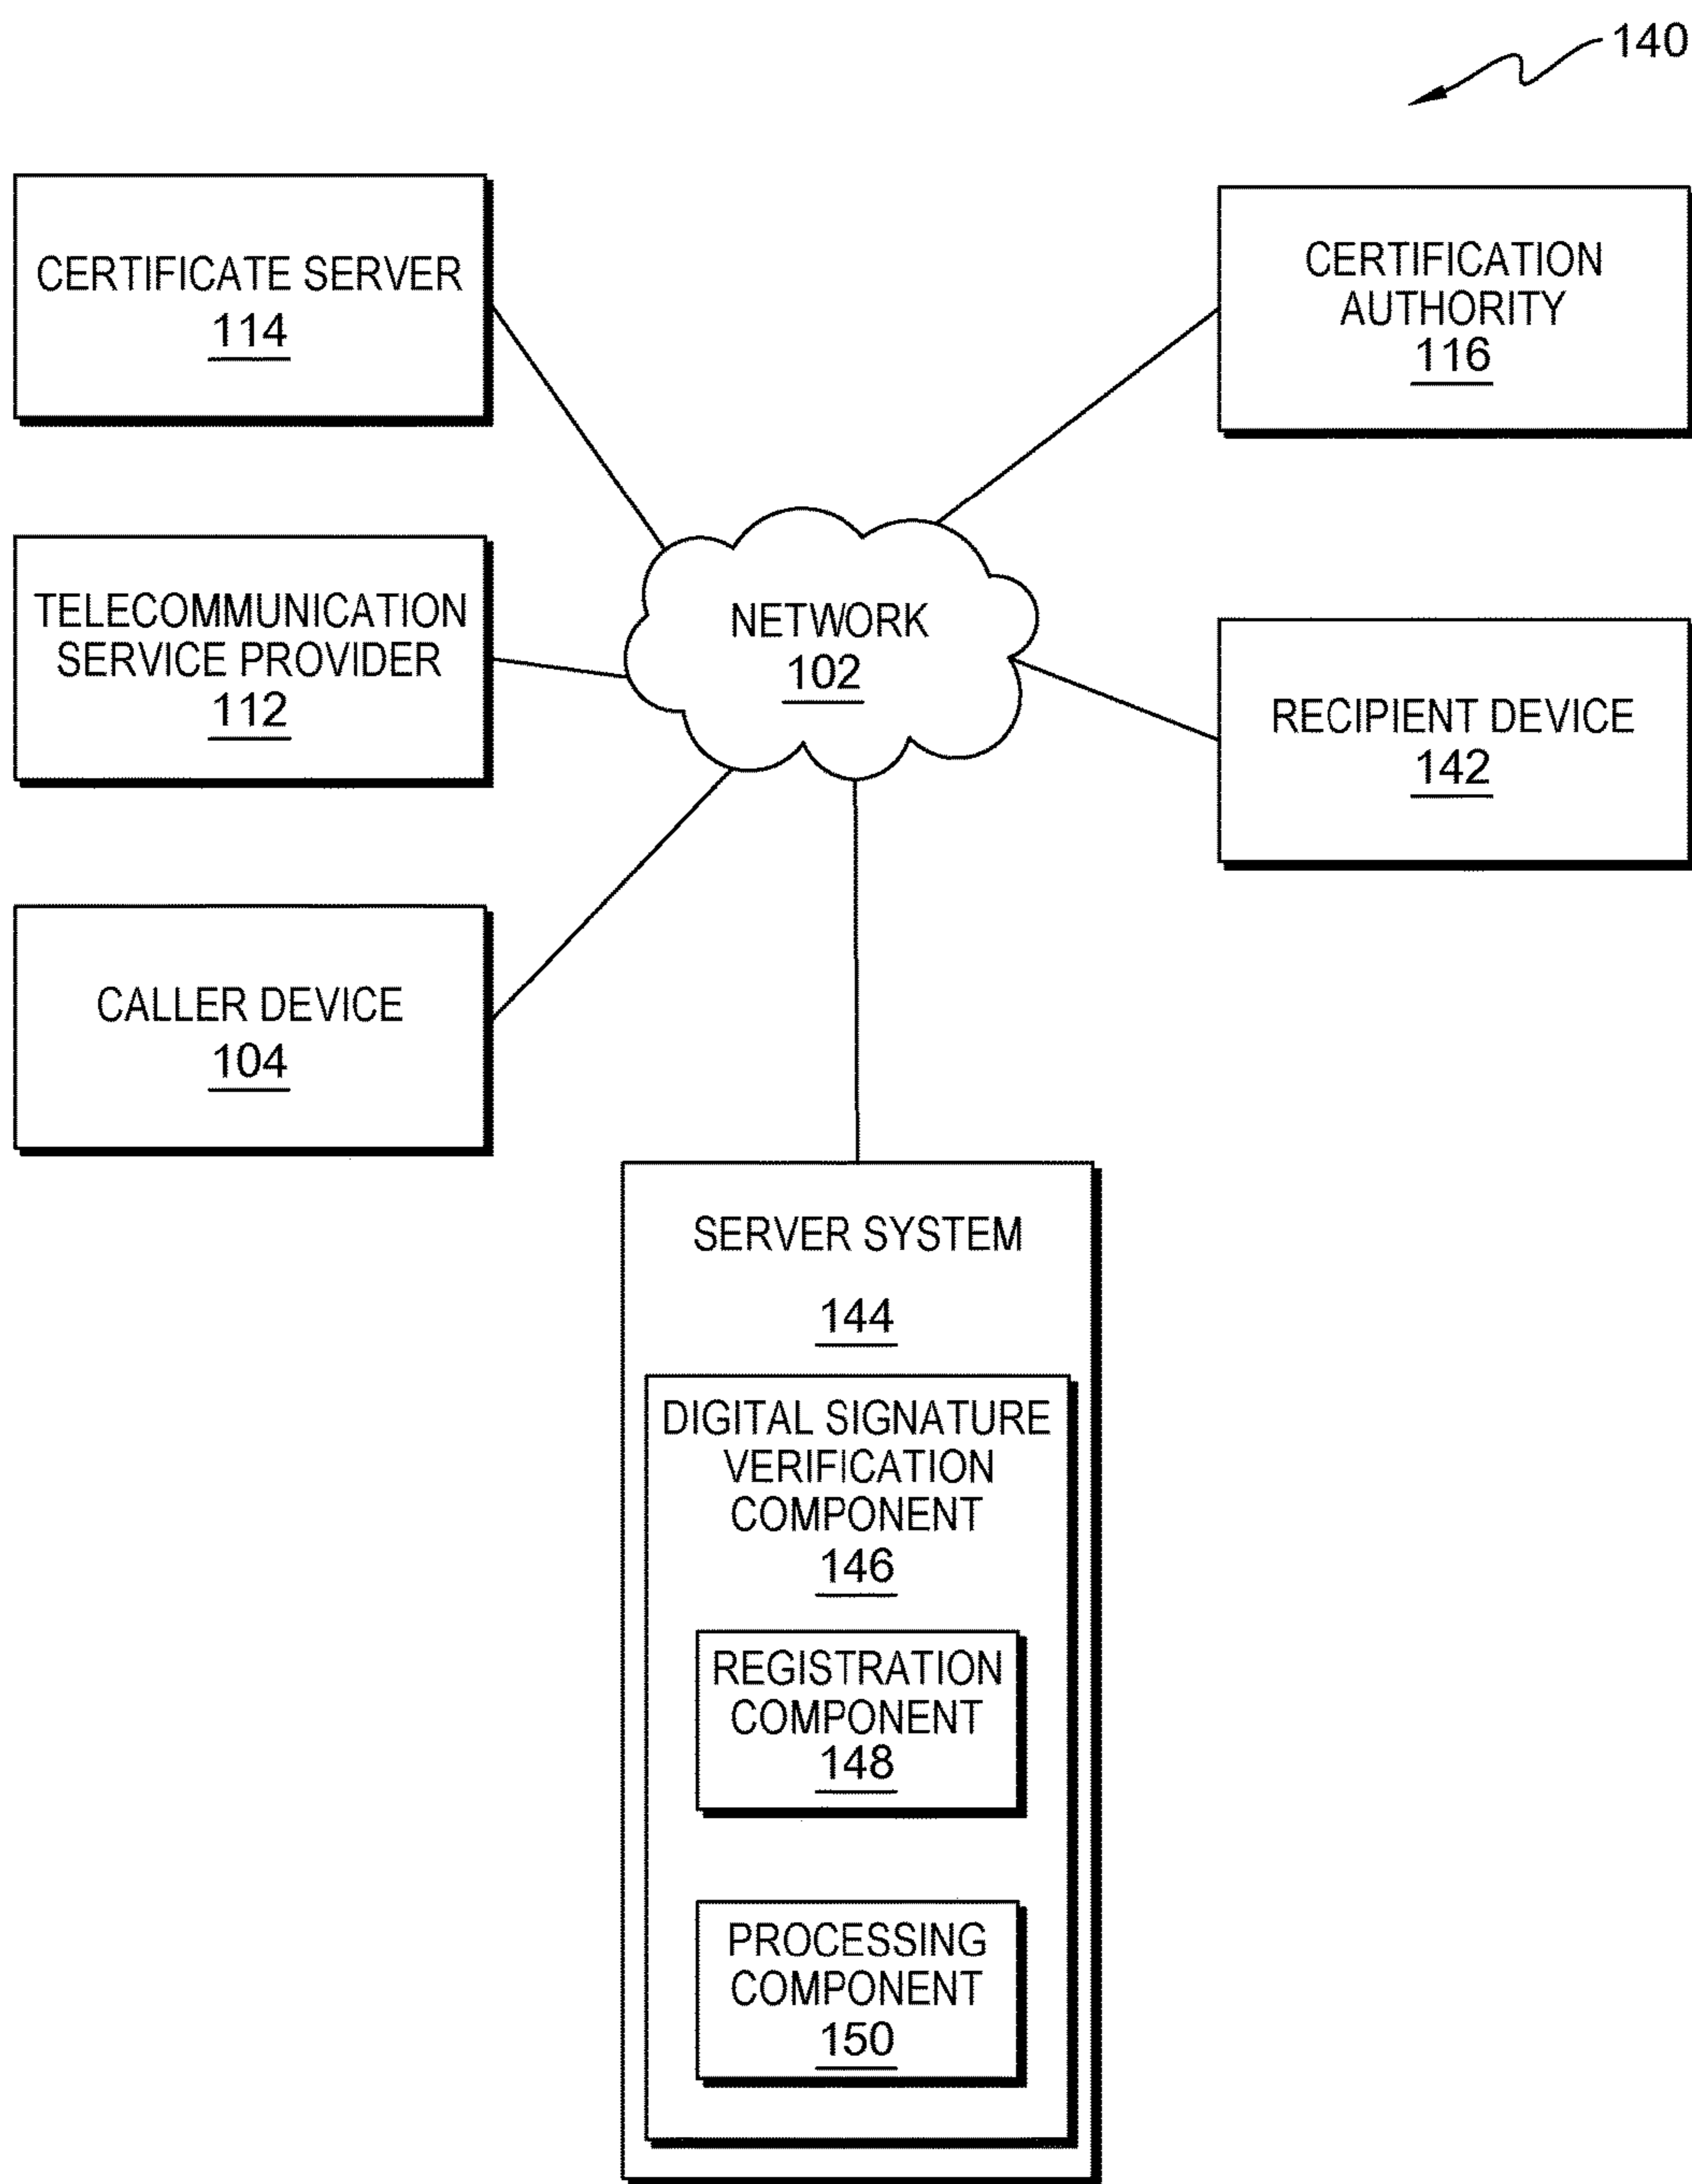 140
CERTIFICATE SERVER
114
CERTIFICATION
AUTHORITY
116
TELECOMMUNICATION
SERVICE PROVIDER
112
NETWORK
102
RECIPIENT DEVICE
142
CALLER DEVICE
104
SERVER SYSTEM
144
DIGITAL SIGNATURE
VERIFICATION
COMPONENT
146
REGISTRATION
COMPONENT
148
PROCESSING
COMPONENT
150